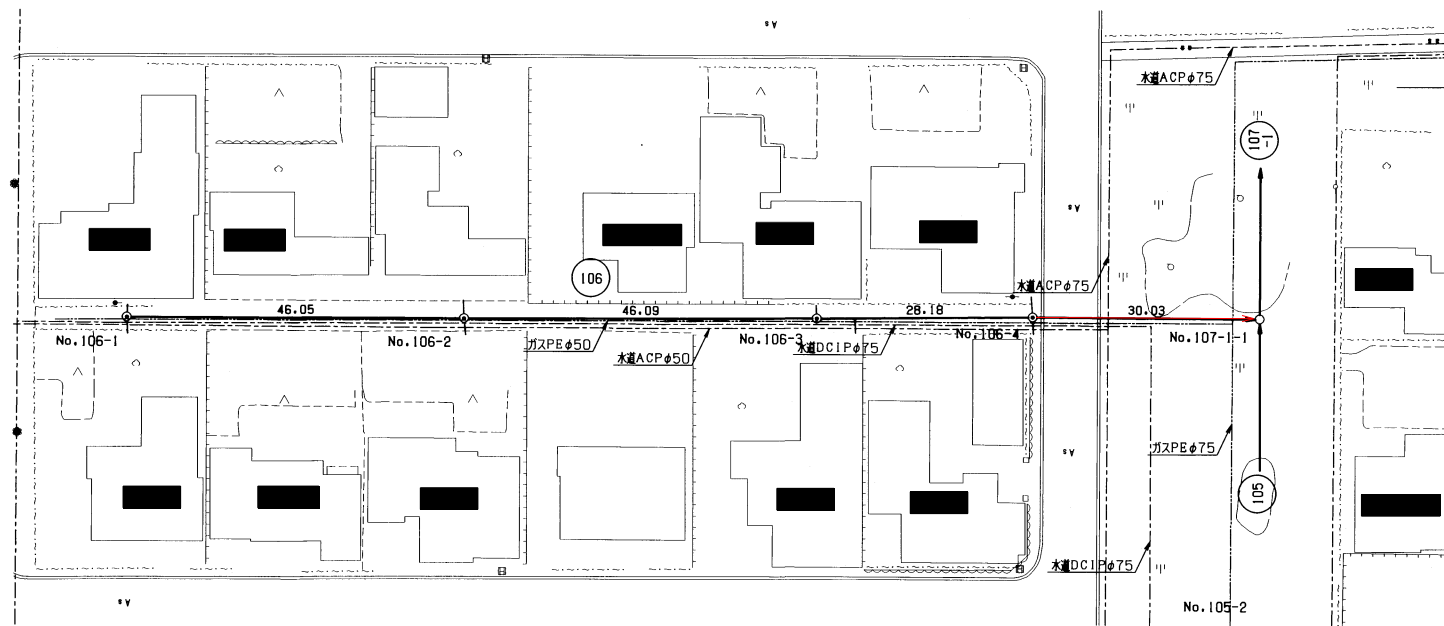 As
水道ACPφ75
107
-1
As
106
水道ACPφ75
46.05
46.09
28.18
30.03
No.106-1
No.106-2
ガスPEφ50
水道ACPφ50
No.106-3
水道DCIPφ75
No.106-4
No.107-1-1
As
ガスPEφ75
105
水道DCIPφ75
As
No.105-2